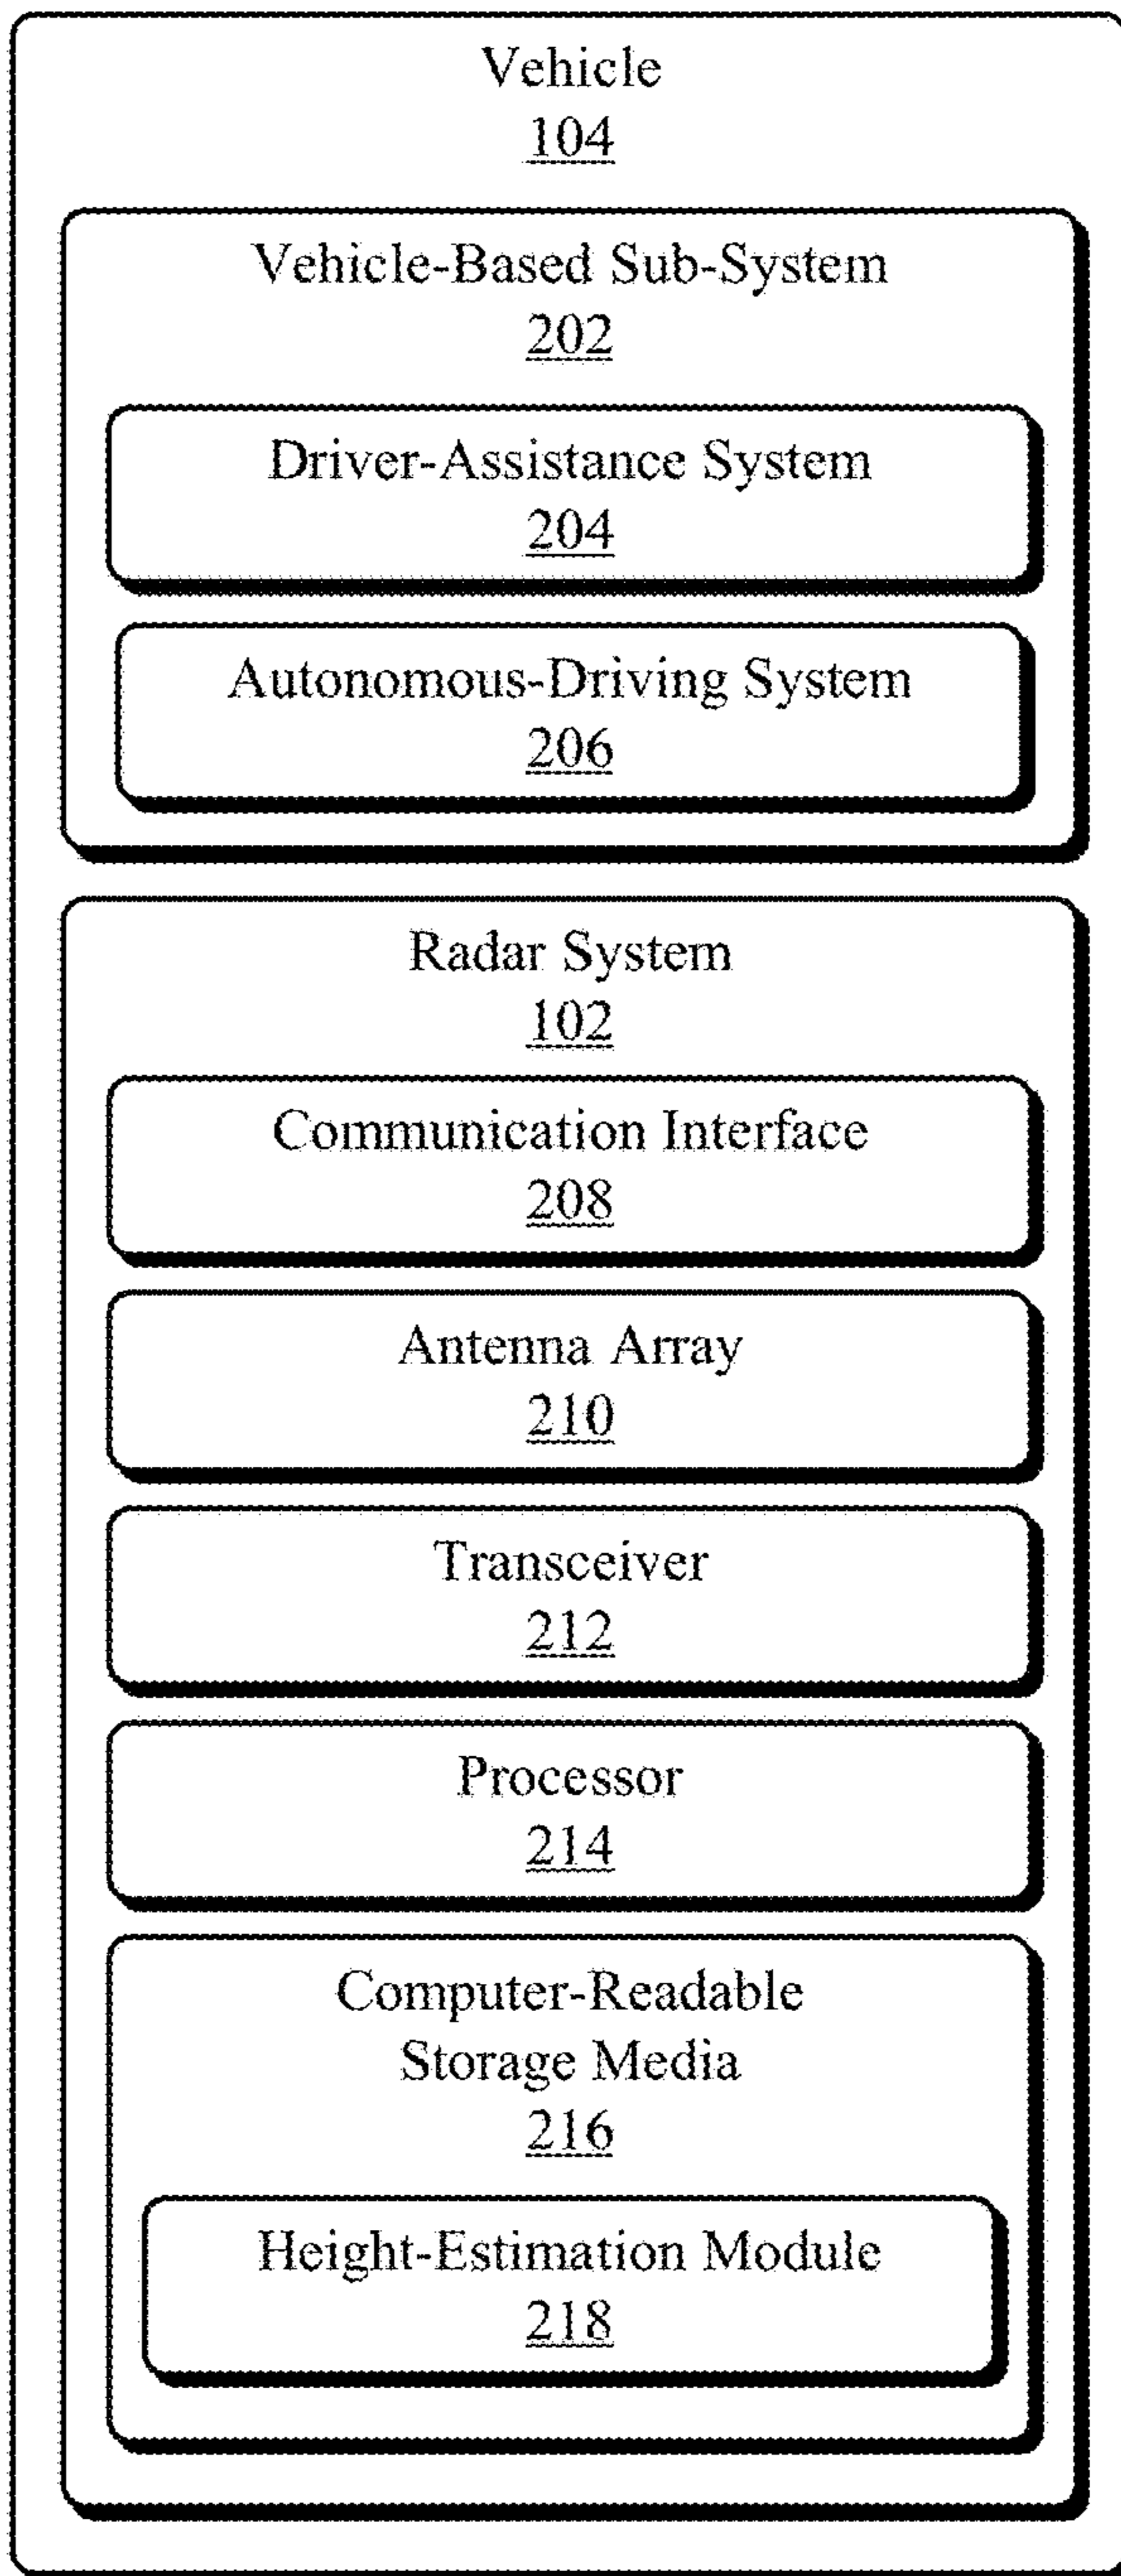 Vehicle
104
Vehicle-Based Sub-System
202
Driver-Assistance System
204
Autonomous-Driving System
206
Radar System
102
Communication Interface
208
Antenna Array
210
Transceiver
212
Processor
214
Computer-Readable
Storage Media
216
Height-Estimation Module
218